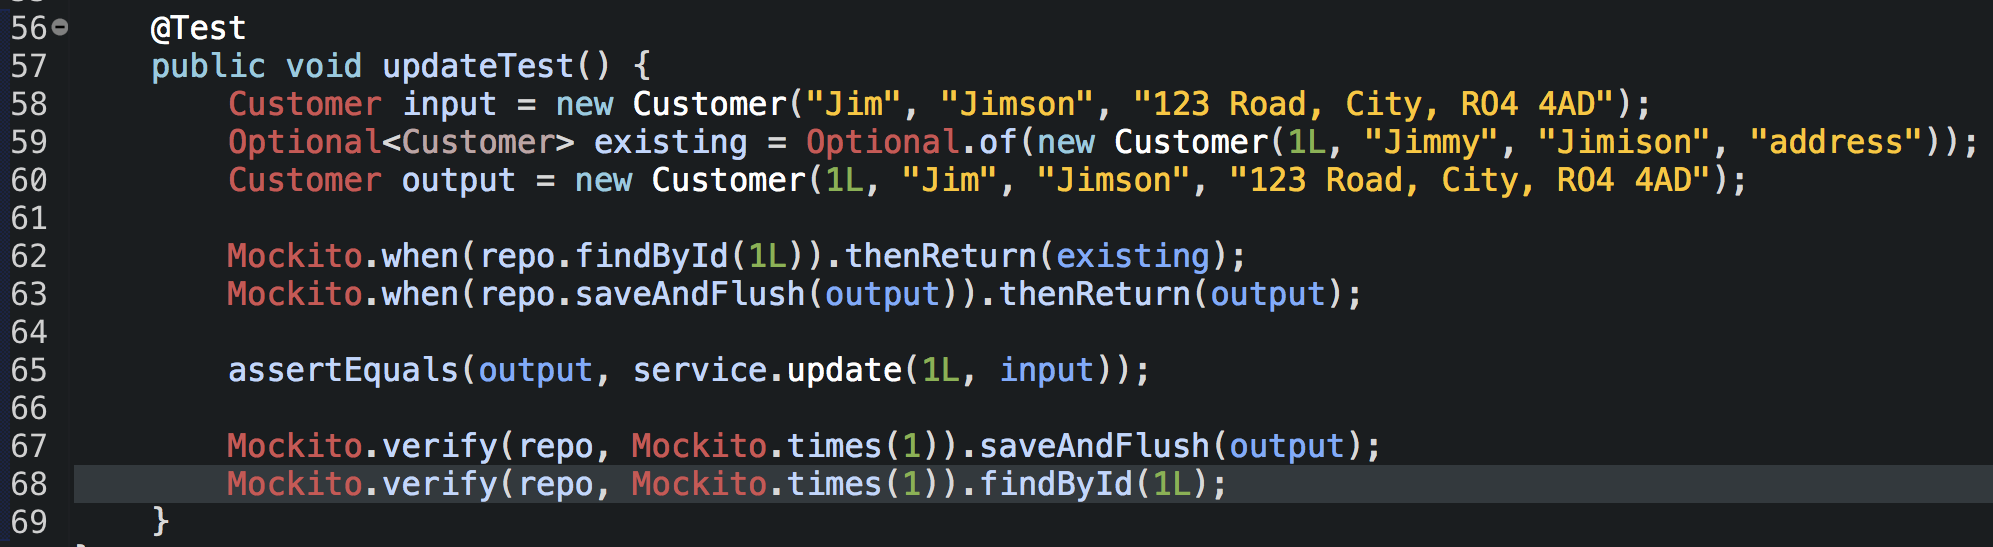 56 @Test
57 public void updateTest() {
58 Customer input = new Customer("Jim", "Jimson", "123 Road, City, RO4 4AD");
59 Optional<Customer> existing = Optional.of(new Customer(1L, "Jimmy", "Jimison", "address"));
60 Customer output = new Customer(1L, "Jim", "Jimson", "123 Road, City, RO4 4AD");
61
62 Mockito.when(repo.findById(1L)).thenReturn(existing);
63 Mockito.when(repo.saveAndFlush(output)).thenReturn(output);
64
65 assertEquals(output, service.update(1L, input));
66
67 Mockito.verify(repo, Mockito.times(1)).saveAndFlush(output);
68 Mockito.verify(repo, Mockito.times(1)).findById(1L);
69 }